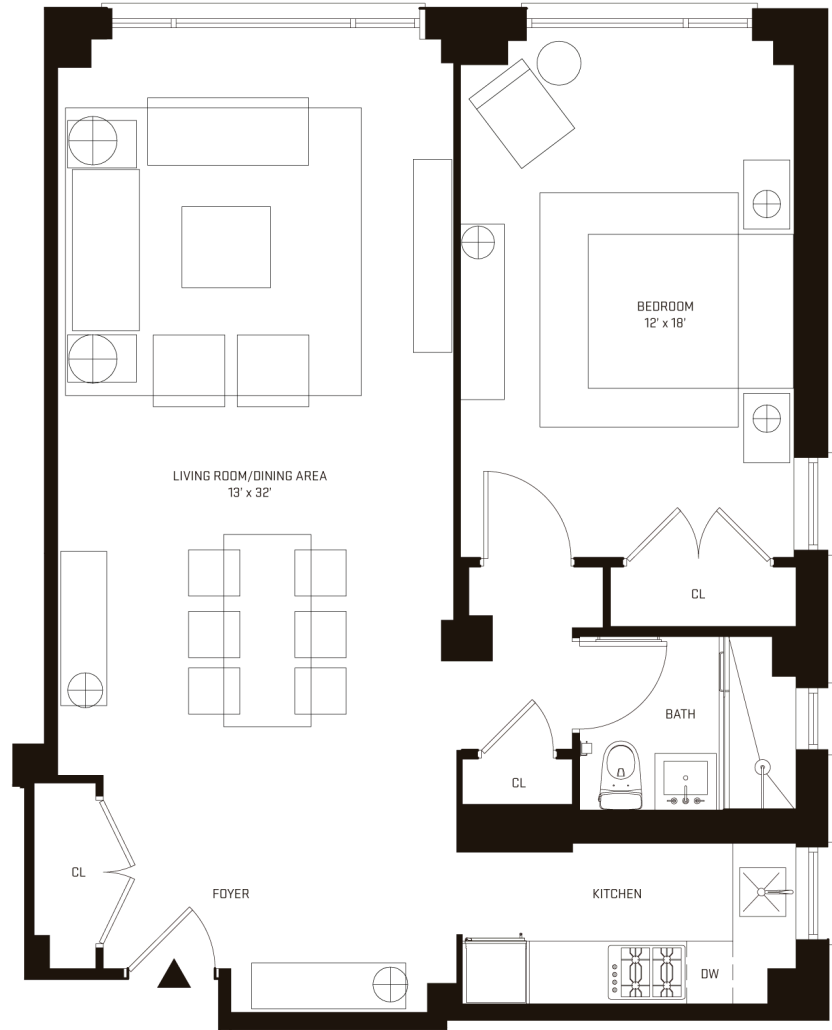 BEDROOM
12' x 18'
LIVING ROOM/DINING AREA
13' x 32'
CL
BATH
CL
CL
FOYER
KITCHEN
DW